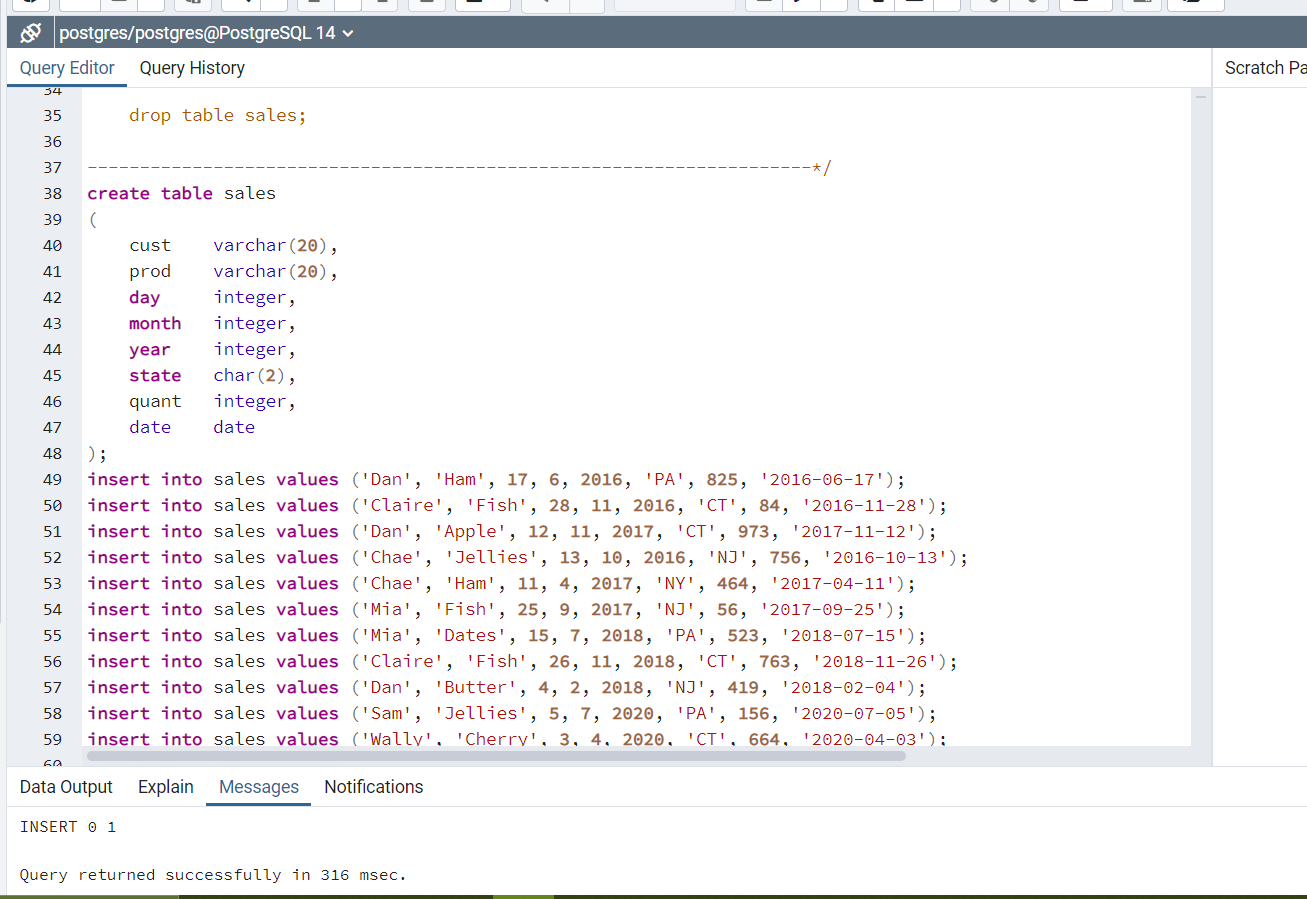 postgres/postgres@PostgreSQL 14
Query Editor Query History Scratch Pa
34
35 drop table sales;
36
37 ---------------------------------------------------------------------*/
38 create table sales
39 (
40 cust varchar(20),
41 prod varchar(20),
42 day integer,
43 month integer,
44 year integer,
45 state char(2),
46 quant integer,
47 date date
48 );
49 insert into sales values ('Dan', 'Ham', 17, 6, 2016, 'PA', 825, '2016-06-17');
50 insert into sales values ('Claire', 'Fish', 28, 11, 2016, 'CT', 84, '2016-11-28');
51 insert into sales values ('Dan', 'Apple', 12, 11, 2017, 'CT', 973, '2017-11-12');
52 insert into sales values ('Chae', 'Jellies', 13, 10, 2016, 'NJ', 756, '2016-10-13');
53 insert into sales values ('Chae', 'Ham', 11, 4, 2017, 'NY', 464, '2017-04-11');
54 insert into sales values ('Mia', 'Fish', 25, 9, 2017, 'NJ', 56, '2017-09-25');
55 insert into sales values ('Mia', 'Dates', 15, 7, 2018, 'PA', 523, '2018-07-15');
56 insert into sales values ('Claire', 'Fish', 26, 11, 2018, 'CT', 763, '2018-11-26');
57 insert into sales values ('Dan', 'Butter', 4, 2, 2018, 'NJ', 419, '2018-02-04');
58 insert into sales values ('Sam', 'Jellies', 5, 7, 2020, 'PA', 156, '2020-07-05');
59 insert into sales values ('Wally', 'Cherry', 3, 4, 2020, 'CT', 664, '2020-04-03');
60
Data Output Explain Messages Notifications
INSERT 0 1
Query returned successfully in 316 msec.